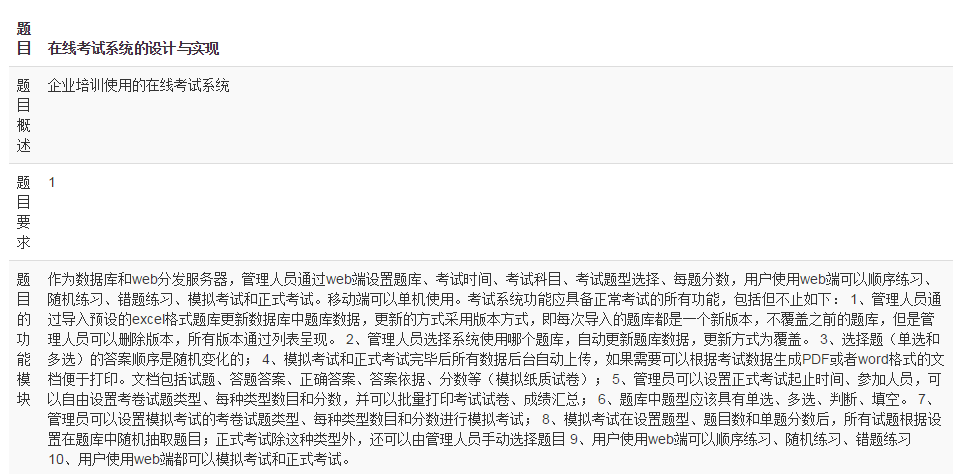 题
目 在线考试系统的设计与实现
题 企业培训使用的在线考试系统
目
概
述
题 1
目
要
求
题 作为数据库和web分发服务器，管理人员通过web端设置题库、考试时间、考试科目、考试题型选择、每题分数，用户使用web端可以顺序练习、
目 随机练习、错题练习、模拟考试和正式考试。移动端可以单机使用。考试系统功能应具备正常考试的所有功能，包括但不止如下： 1、管理人员通
的 过导入预设的excel格式题库更新数据库中题库数据，更新的方式采用版本方式，即每次导入的题库都是一个新版本，不覆盖之前的题库，但是管
功 理人员可以删除版本，所有版本通过列表呈现。 2、管理人员选择系统使用哪个题库，自动更新题库数据，更新方式为覆盖。 3、选择题（单选和
能 多选）的答案顺序是随机变化的； 4、模拟考试和正式考试完毕后所有数据后台自动上传，如果需要可以根据考试数据生成PDF或者word格式的文
模 档便于打印。文档包括试题、答题答案、正确答案、答案依据、分数等（模拟纸质试卷）； 5、管理员可以设置正式考试起止时间、参加人员，可
块 以自由设置考卷试题类型、每种类型数目和分数，并可以批量打印考试试卷、成绩汇总； 6、题库中题型应该具有单选、多选、判断、填空。 7、
管理员可以设置模拟考试的考卷试题类型、每种类型数目和分数进行模拟考试； 8、模拟考试在设置题型、题目数和单题分数后，所有试题根据设
置在题库中随机抽取题目；正式考试除这种类型外，还可以由管理人员手动选择题目 9、用户使用web端可以顺序练习、随机练习、错题练习
10、用户使用web端都可以模拟考试和正式考试。